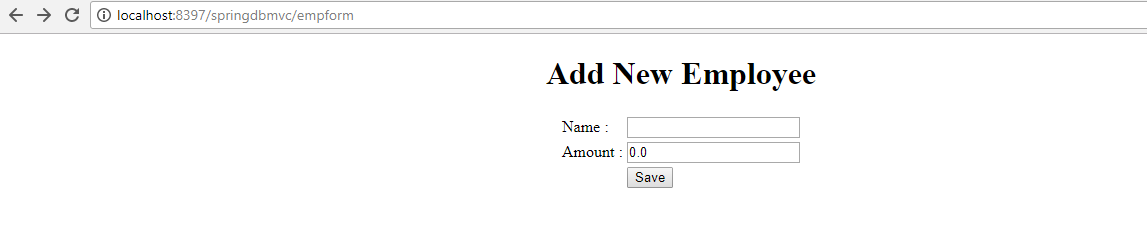 localhost:8397/springdbmvc/empform
Add New Employee
Name :
Amount : 0.0
Save